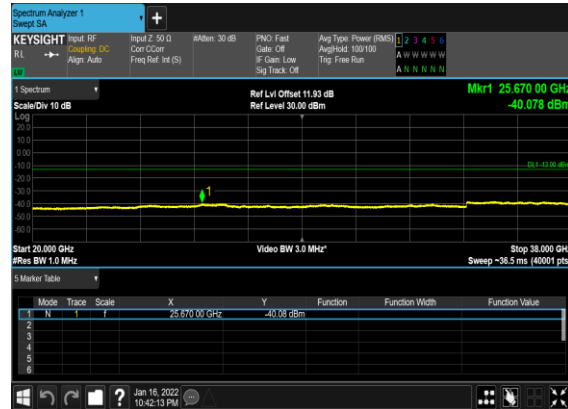 Spectrum Analyzer 1
Swept SA
+
KEYSIGHT Input: RF Input Z: 50 Ω #Atten: 30 dB PNO: Fast Avg Type: Power (RMS) 1 2 3 4 5 6
RL Coupling: DC Corr CCorr Gate: Off Avg|Hold: 100/100 A W W W W W
Align: Auto Freq Ref: Int (S) IF Gain: Low Trig: Free Run
Sig Track: Off A N N N N N
1 Spectrum
Scale/Div 10 dB
Ref Lvl Offset 11.93 dB
Ref Level 30.00 dBm
Mkr1 25.670 00 GHz
-40.078 dBm
Log
20.0
10.0
0.00
-10.0
DL1 -13.00 dBm
-20.0
-30.0
1
-40.0
-50.0
-60.0
Start 20.000 GHz Video BW 3.0 MHz* Stop 38.000 GHz
#Res BW 1.0 MHz Sweep ~36.5 ms (40001 pts)
5 Marker Table
Mode Trace Scale X Y Function Function Width Function Value
1 N 1 f 25.670 00 GHz -40.08 dBm
2
3
4
5
6
?
Jan 16, 2022
10:42:13 PM